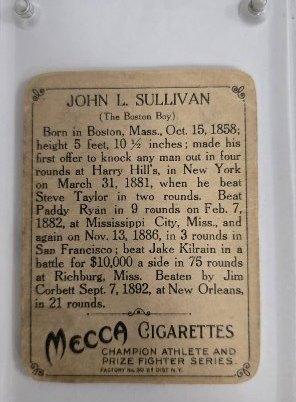 JOHN L. SULLIVAN
(The Boston Boy)
Born in Boston, Mass., Oct. 15, 1858;
height 5 feet, 10 ½ inches; made his
first offer to knock any man out in four
rounds at Harry Hill's, in New York
on March 31, 1881, when he beat
Steve Taylor in two rounds. Beat
Paddy Ryan in 9 rounds on Feb. 7,
1882, at Mississippi City, Miss., and
again on Nov. 13, 1886, in 3 rounds in
San Francisco; beat Jake Kilrain in a
battle for $10,000 a side in 75 rounds
at Richburg, Miss. Beaten by Jim
Corbett Sept. 7, 1892, at New Orleans,
in 21 rounds.
MECCA CIGARETTES
CHAMPION ATHLETE AND
PRIZE FIGHTER SERIES.
FACTORY No. 30 2d DIST N.Y.